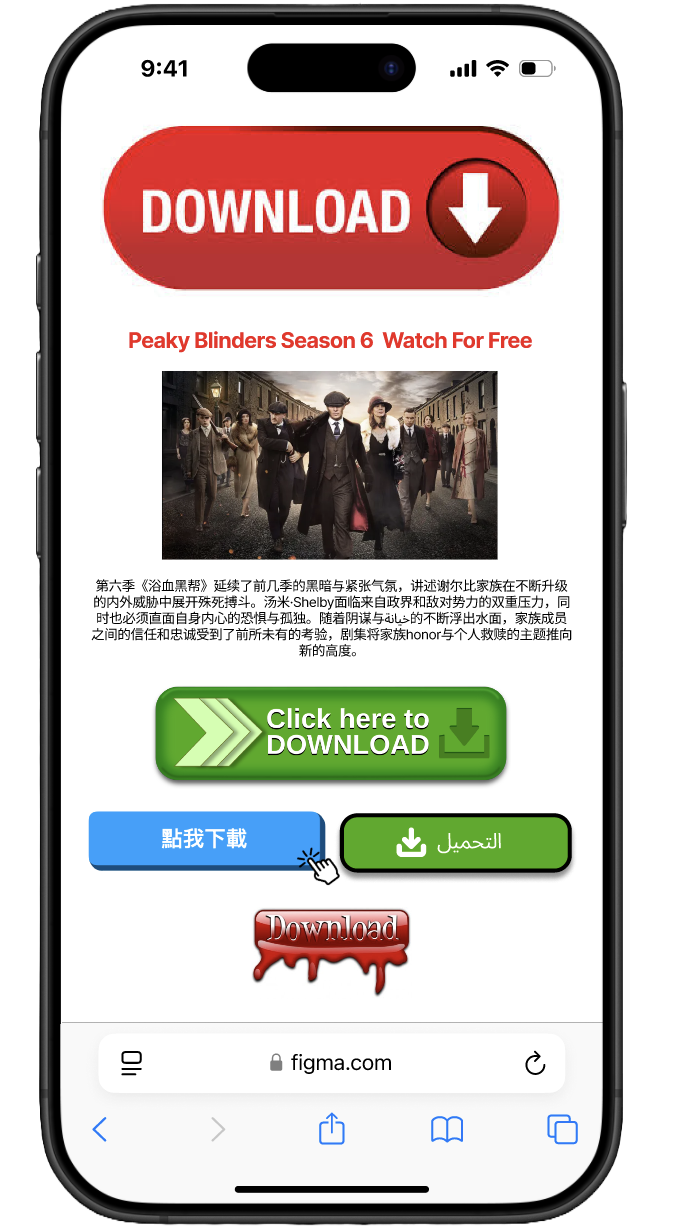 9:41
DOWNLOAD
Peaky Blinders Season 6 Watch For Free
第六季《浴血黑帮》延续了前几季的黑暗与紧张气氛，讲述谢尔比家族在不断升级
的内外威胁中展开殊死搏斗。汤米·Shelby面临来自政界和敌对势力的双重压力，同
时也必须直面自身内心的恐惧与孤独。随着阴谋与خيانة的不断浮出水面，家族成员
之间的信任和忠诚受到了前所未有的考验，剧集将家族honor与个人救赎的主题推向
新的高度。
Click here to
DOWNLOAD
點我下載
التحميل
Download
figma.com